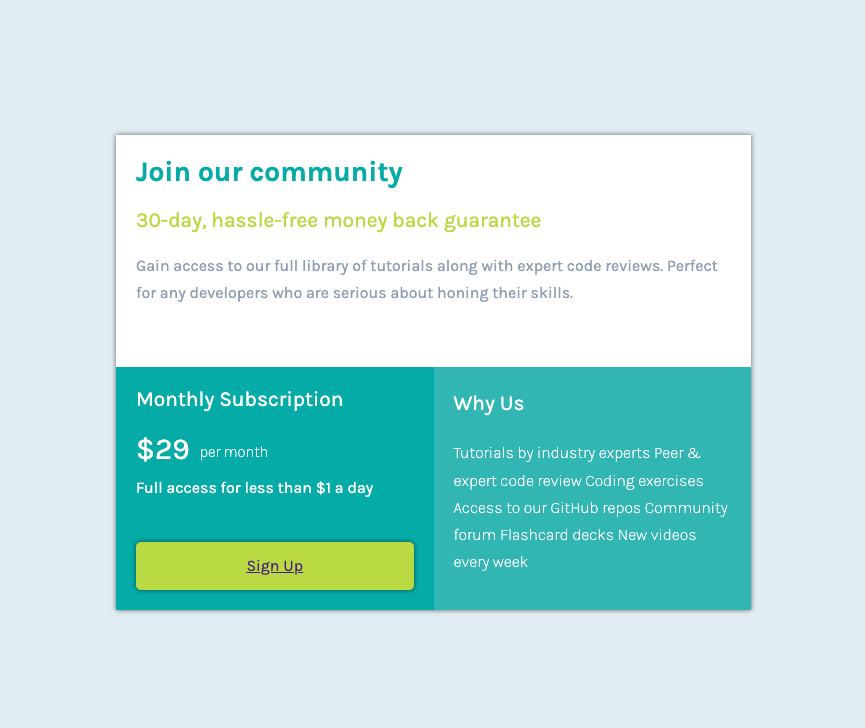 Join our community
30-day, hassle-free money back guarantee
Gain access to our full library of tutorials along with expert code reviews. Perfect
for any developers who are serious about honing their skills.
Monthly Subscription
$29 per month
Full access for less than $1 a day
Sign Up
Why Us
Tutorials by industry experts Peer &
expert code review Coding exercises
Access to our GitHub repos Community
forum Flashcard decks New videos
every week